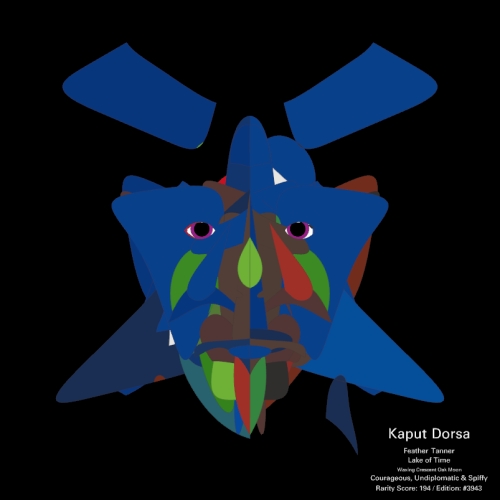 Kaput Dorsa
Feather Tanner
Lake of Time
Waxing Crescent Oak Moon
Courageous, Undiplomatic & Spiffy
Rarity Score: 194 / Edition: #3943